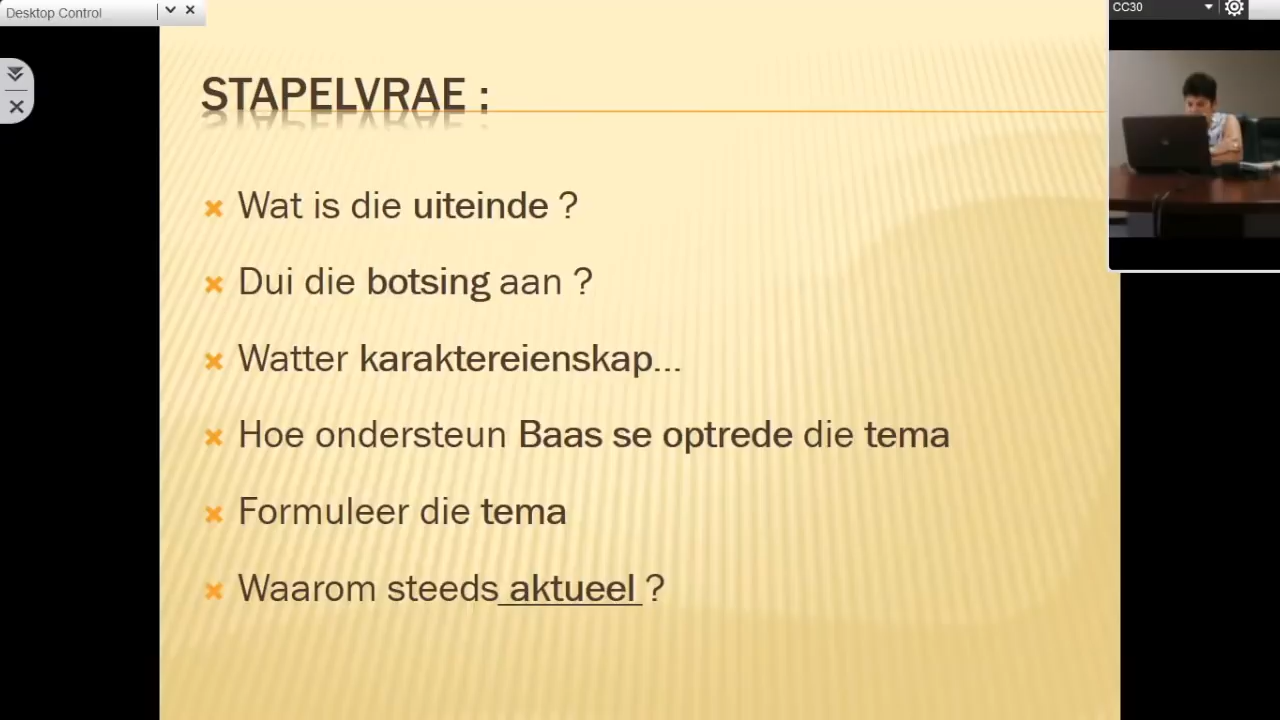 Desktop Control
CC30
STAPELVRAE :
Wat is die uiteinde ?
Dui die botsing aan ?
Watter karaktereienskap...
Hoe ondersteun Baas se optrede die tema
Formuleer die tema
Waarom steeds aktueel ?